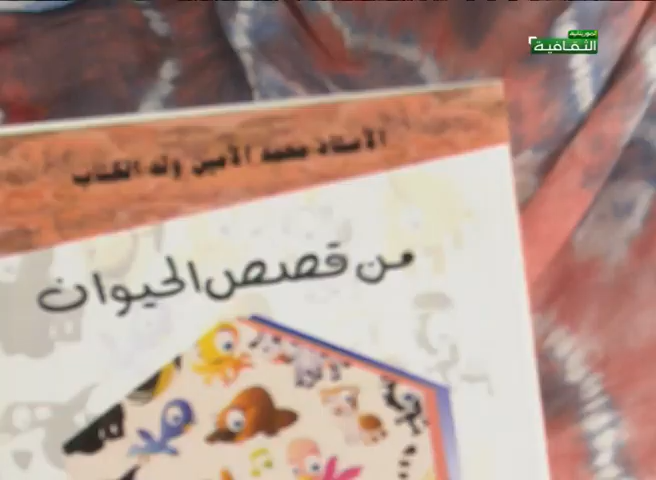 الموريتانية
الثقافية
الأستاذ محمد الأمين ولد الكتاب
من قصص الحيوان